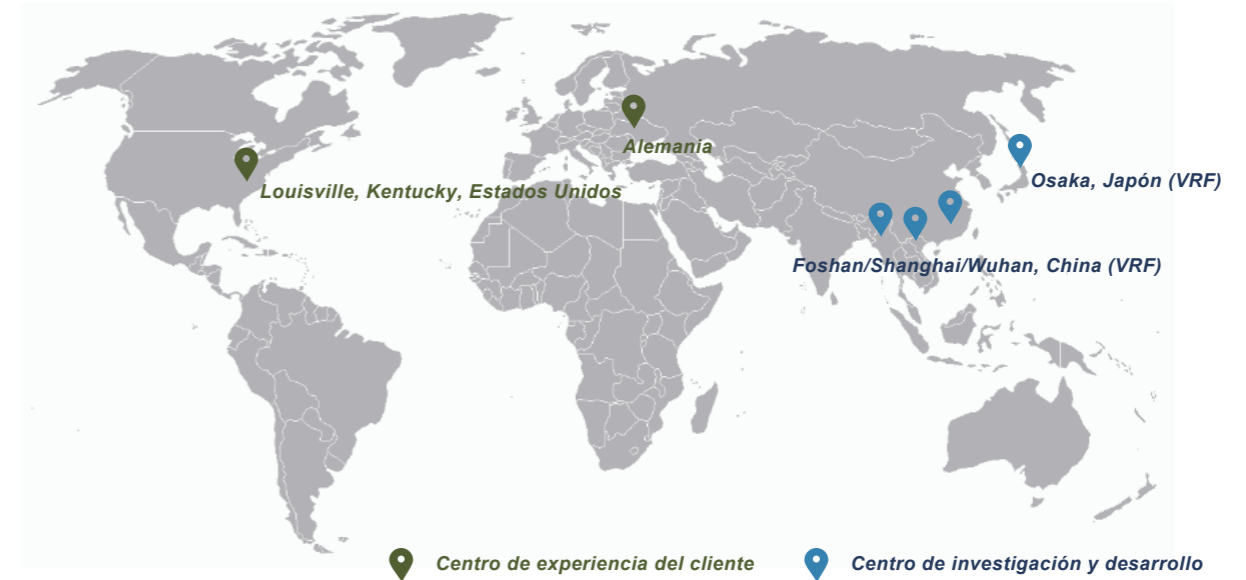 Alemania
Louisville, Kentucky, Estados Unidos
Osaka, Japón (VRF)
Foshan/Shanghai/Wuhan, China (VRF)
Centro de experiencia del cliente
Centro de investigación y desarrollo